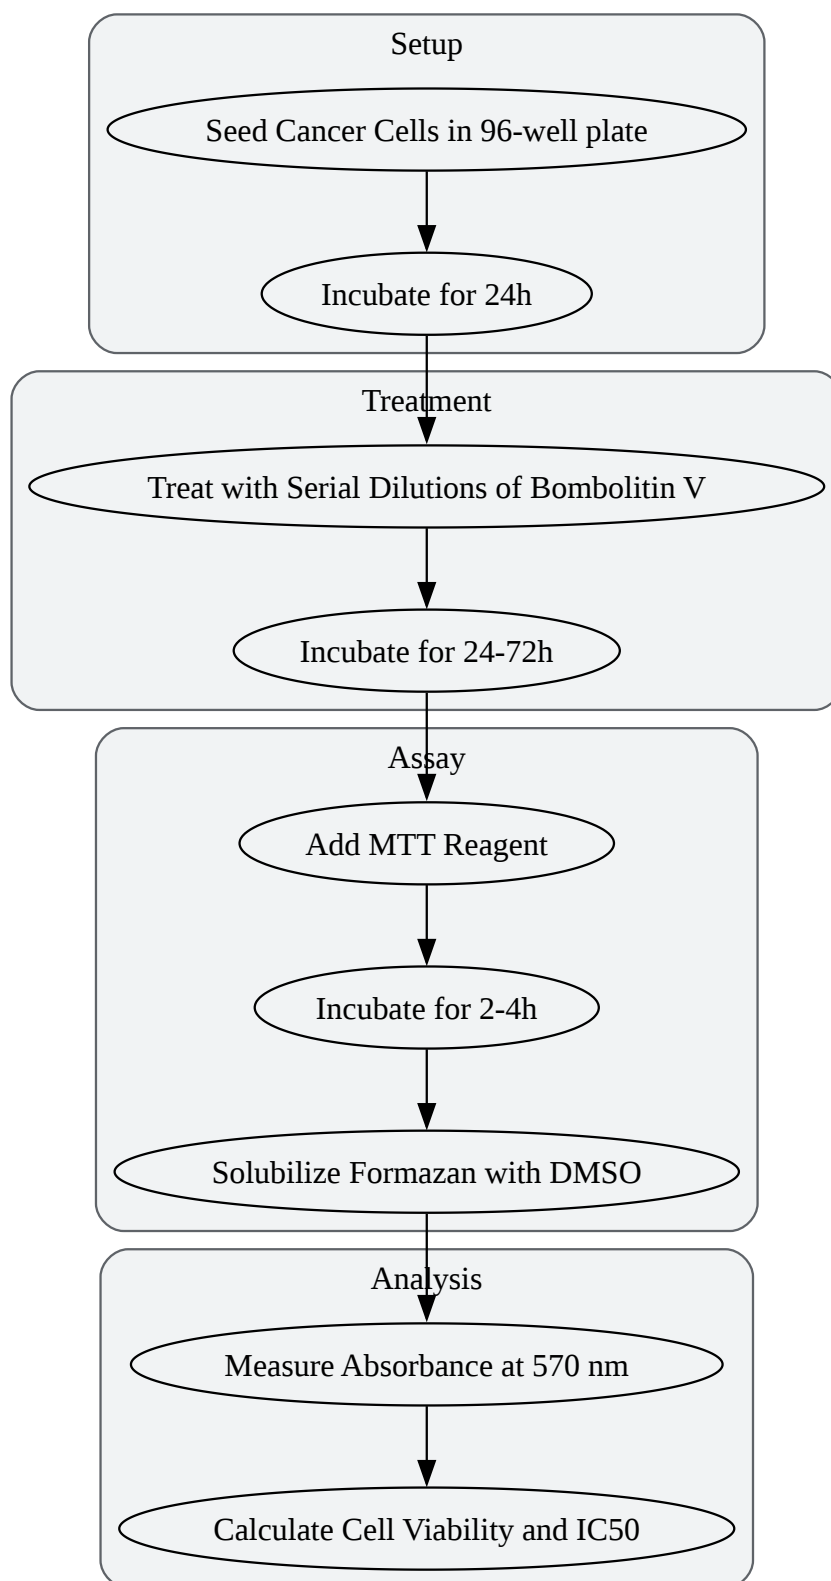 Setup
Seed Cancer Cells in 96-well plate
Incubate for 24h
Treatment
Treat with Serial Dilutions of Bombolitin V
Incubate for 24-72h
Assay
Add MTT Reagent
Incubate for 2-4h
Solubilize Formazan with DMSO
Analysis
Measure Absorbance at 570 nm
Calculate Cell Viability and IC50